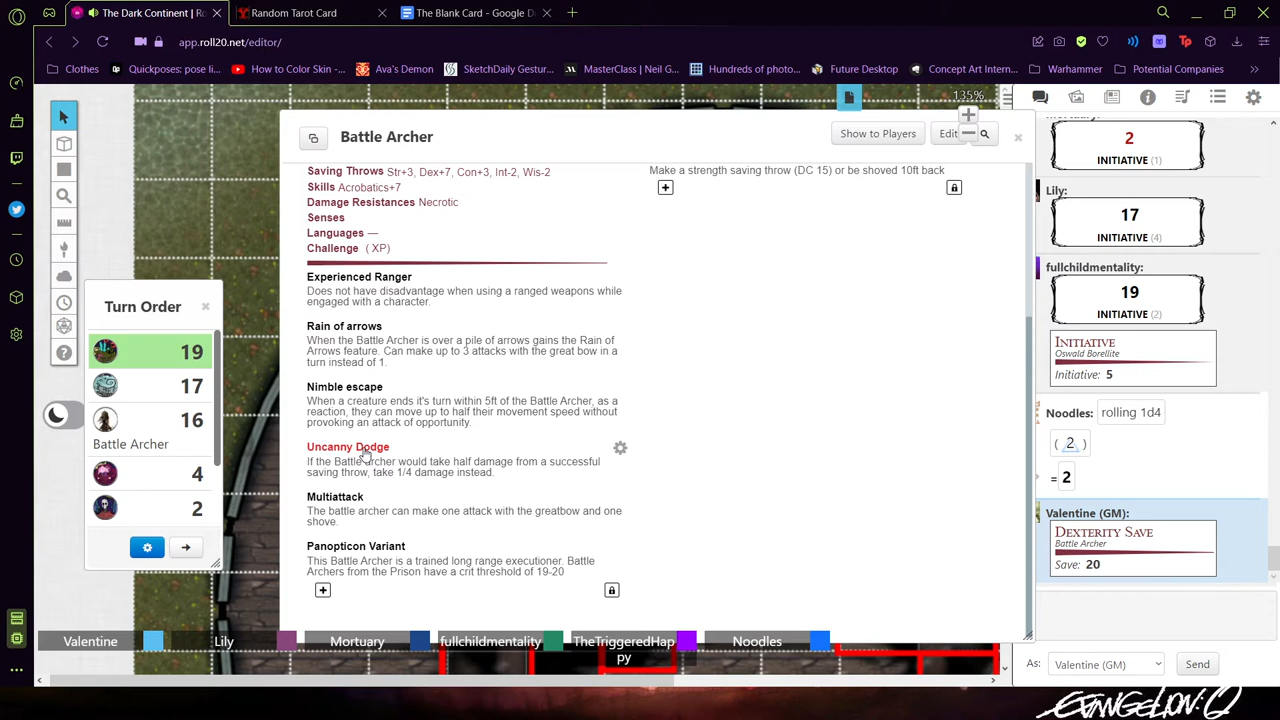 The Dark Continent | Ro
Random Tarot Card
The Blank Card - Google D
app.roll20.net/editor/
Clothes
Quickposes: pose li...
How to Color Skin -...
Ava's Demon
SketchDaily Gestur...
MasterClass | Neil G...
Hundreds of photo...
Future Desktop
Concept Art Intern...
Warhammer
Potential Companies
135%
Battle Archer
Show to Players
Edit
Saving Throws Str+3, Dex+7, Con+3, Int-2, Wis-2
Skills Acrobatics+7
Damage Resistances Necrotic
Senses
Languages —
Challenge ( XP)
Experienced Ranger
Does not have disadvantage when using a ranged weapons while
engaged with a character.
Rain of arrows
When the Battle Archer is over a pile of arrows gains the Rain of
Arrows feature. Can make up to 3 attacks with the great bow in a
turn instead of 1.
Nimble escape
When a creature ends it's turn within 5ft of the Battle Archer, as a
reaction, they can move up to half their movement speed without
provoking an attack of opportunity.
Uncanny Dodge
If the Battle Archer would take half damage from a successful
saving throw, take 1/4 damage instead.
Multiattack
The battle archer can make one attack with the greatbow and one
shove.
Panopticon Variant
This Battle Archer is a trained long range executioner. Battle
Archers from the Prison have a crit threshold of 19-20
Make a strength saving throw (DC 15) or be shoved 10ft back
Turn Order
19
17
16
Battle Archer
4
2
2
INITIATIVE (1)
Lily:
17
INITIATIVE (4)
fullchildmentality:
19
INITIATIVE (2)
INITIATIVE
Oswald Borellite
Initiative: 5
Noodles: rolling 1d4
( 2 )
= 2
Valentine (GM):
DEXTERITY SAVE
Battle Archer
Save: 20
As:
Valentine (GM)
Send
Valentine
Lily
Mortuary
fullchildmentality
TheTriggeredHap
py
Noodles